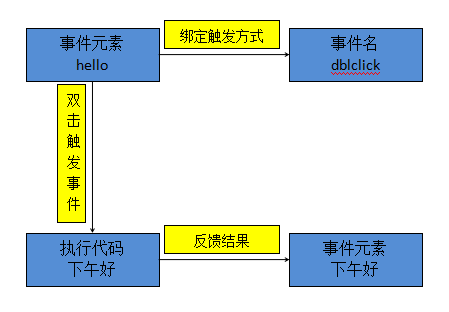 事件元素
hello
绑定触发方式
事件名
dblclick
双
击
触
发
事
件
执行代码
下午好
反馈结果
事件元素
下午好